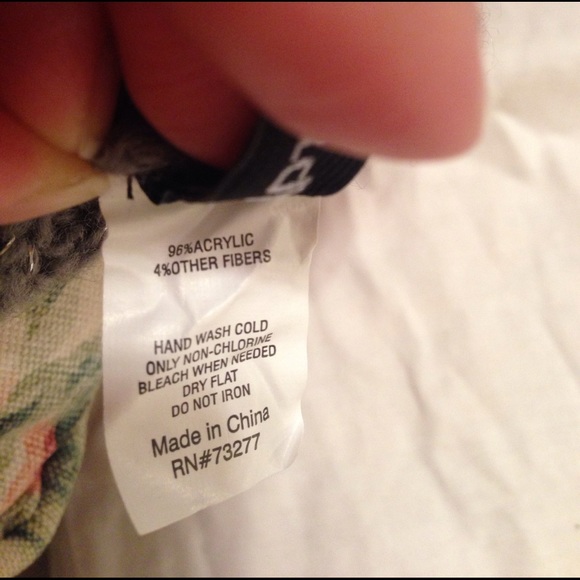 96%ACRYLIC
4%OTHER FIBERS
HAND WASH COLD
ONLY NON-CHLORINE
BLEACH WHEN NEEDED
DRY FLAT
DO NOT IRON
Made in China
RN#73277